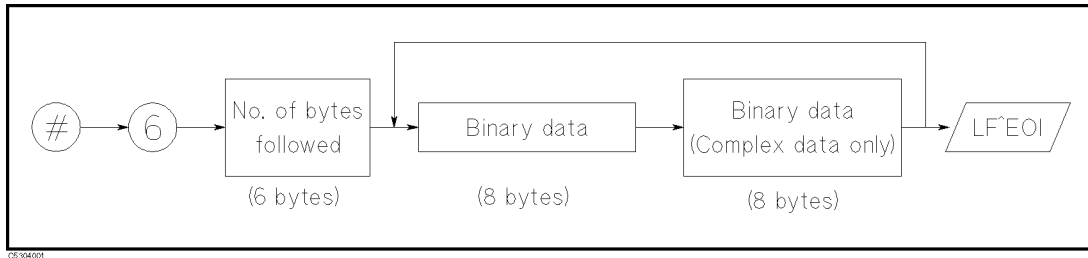 #
6
No. of bytes
followed
(6 bytes)
Binary data
(8 bytes)
Binary data
(Complex data only)
(8 bytes)
LF^EOI
C5304001